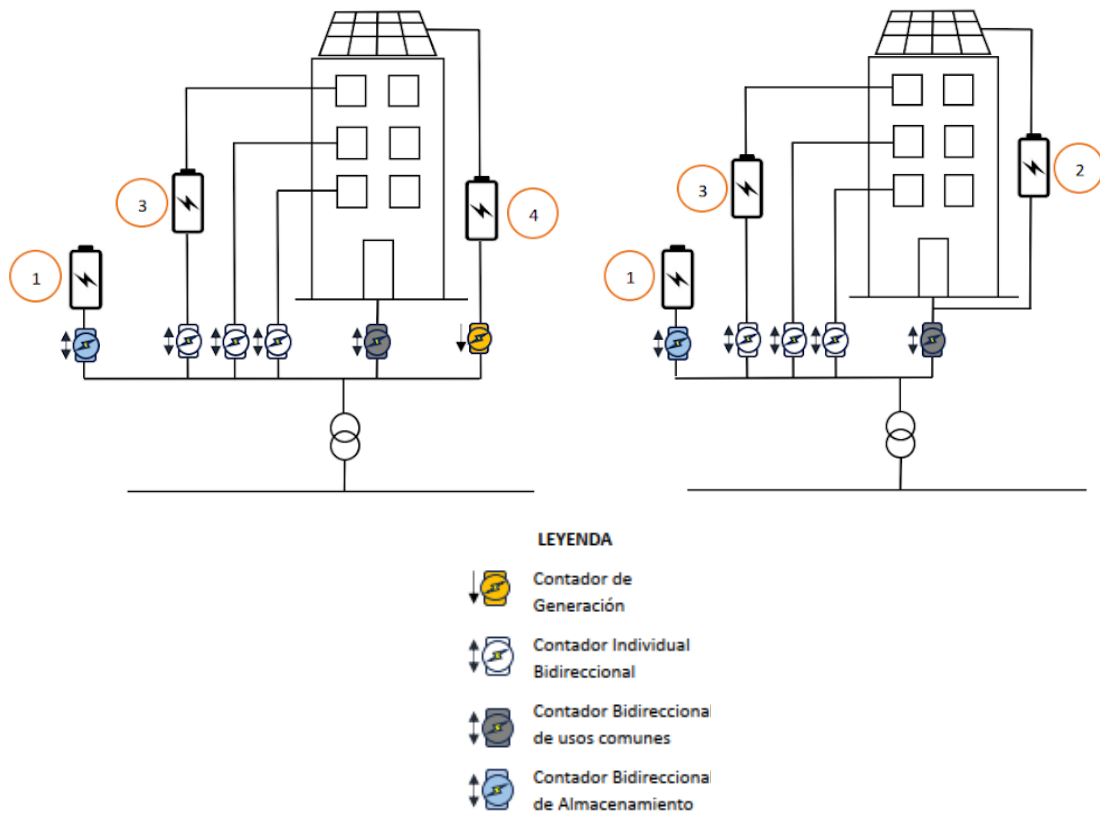 3
4
1
3
2
1
LEYENDA
Contador de
Generación
Contador Individual
Bidireccional
Contador Bidireccional
de usos comunes
Contador Bidireccional
de Almacenamiento